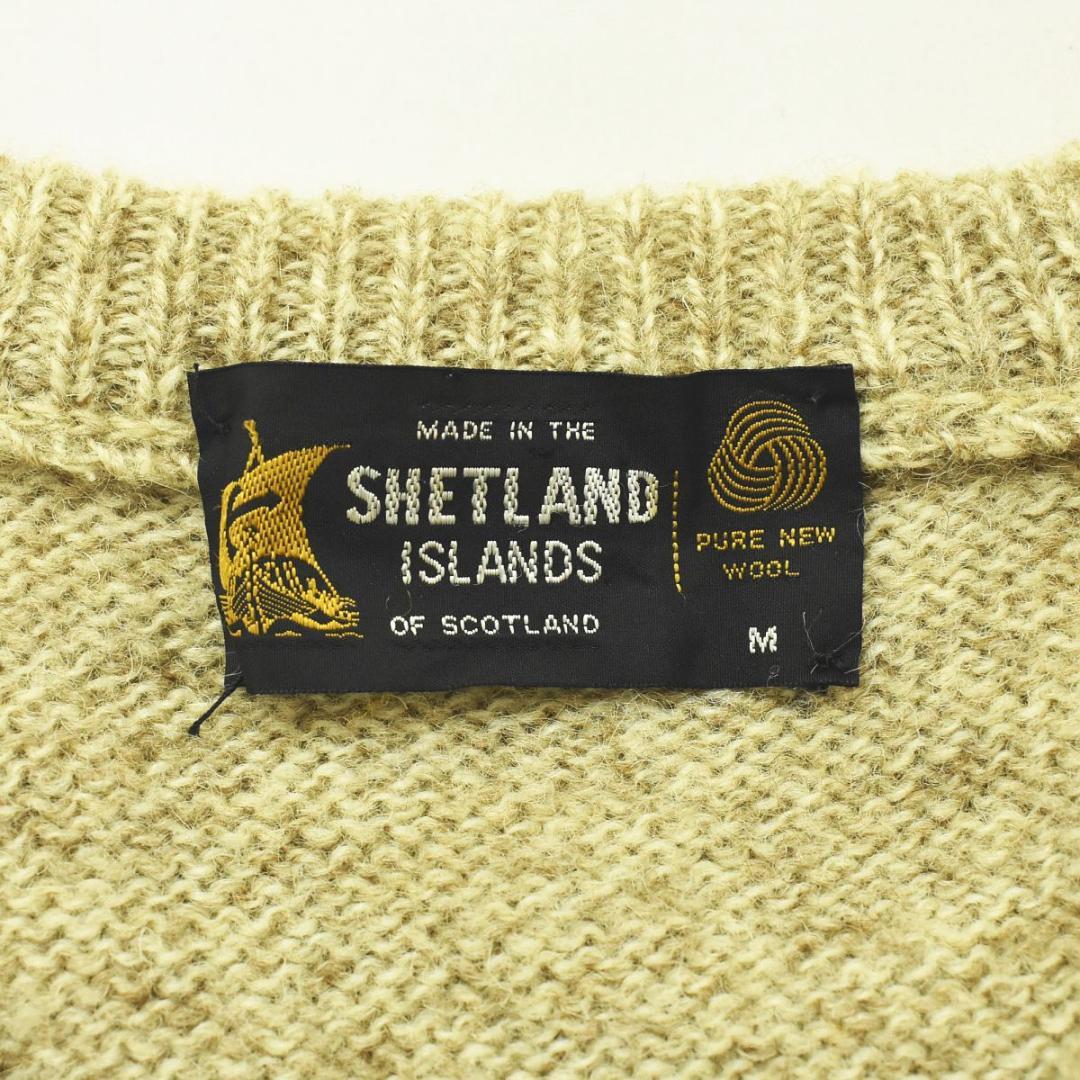 MADE IN THE
SHETLAND
ISLANDS
OF SCOTLAND
PURE NEW
WOOL
M